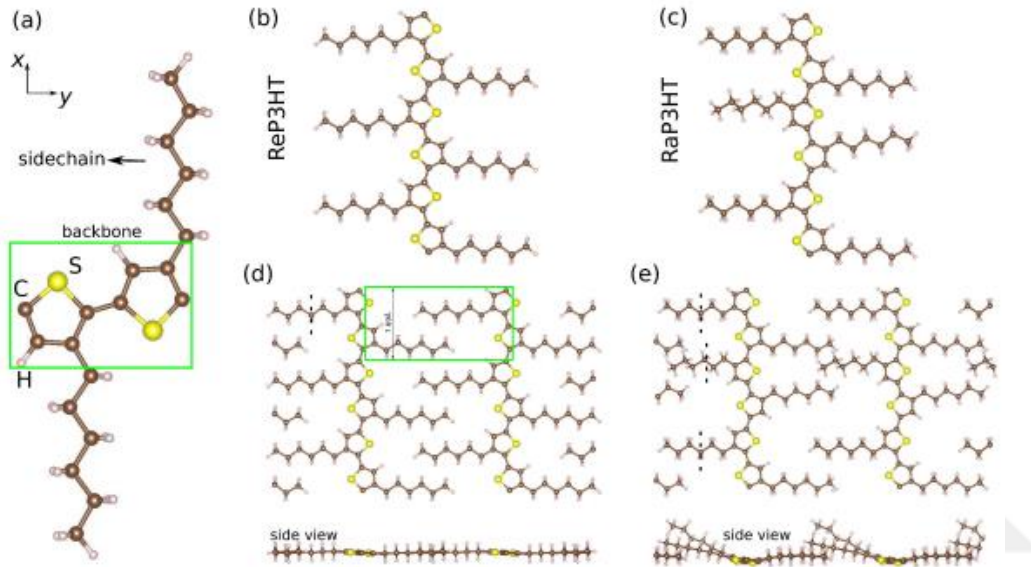 (a)
x
y
sidechain
backbone
S
C
H
(b)
ReP3HT
(c)
RaP3HT
(d)
side view
(e)
side view